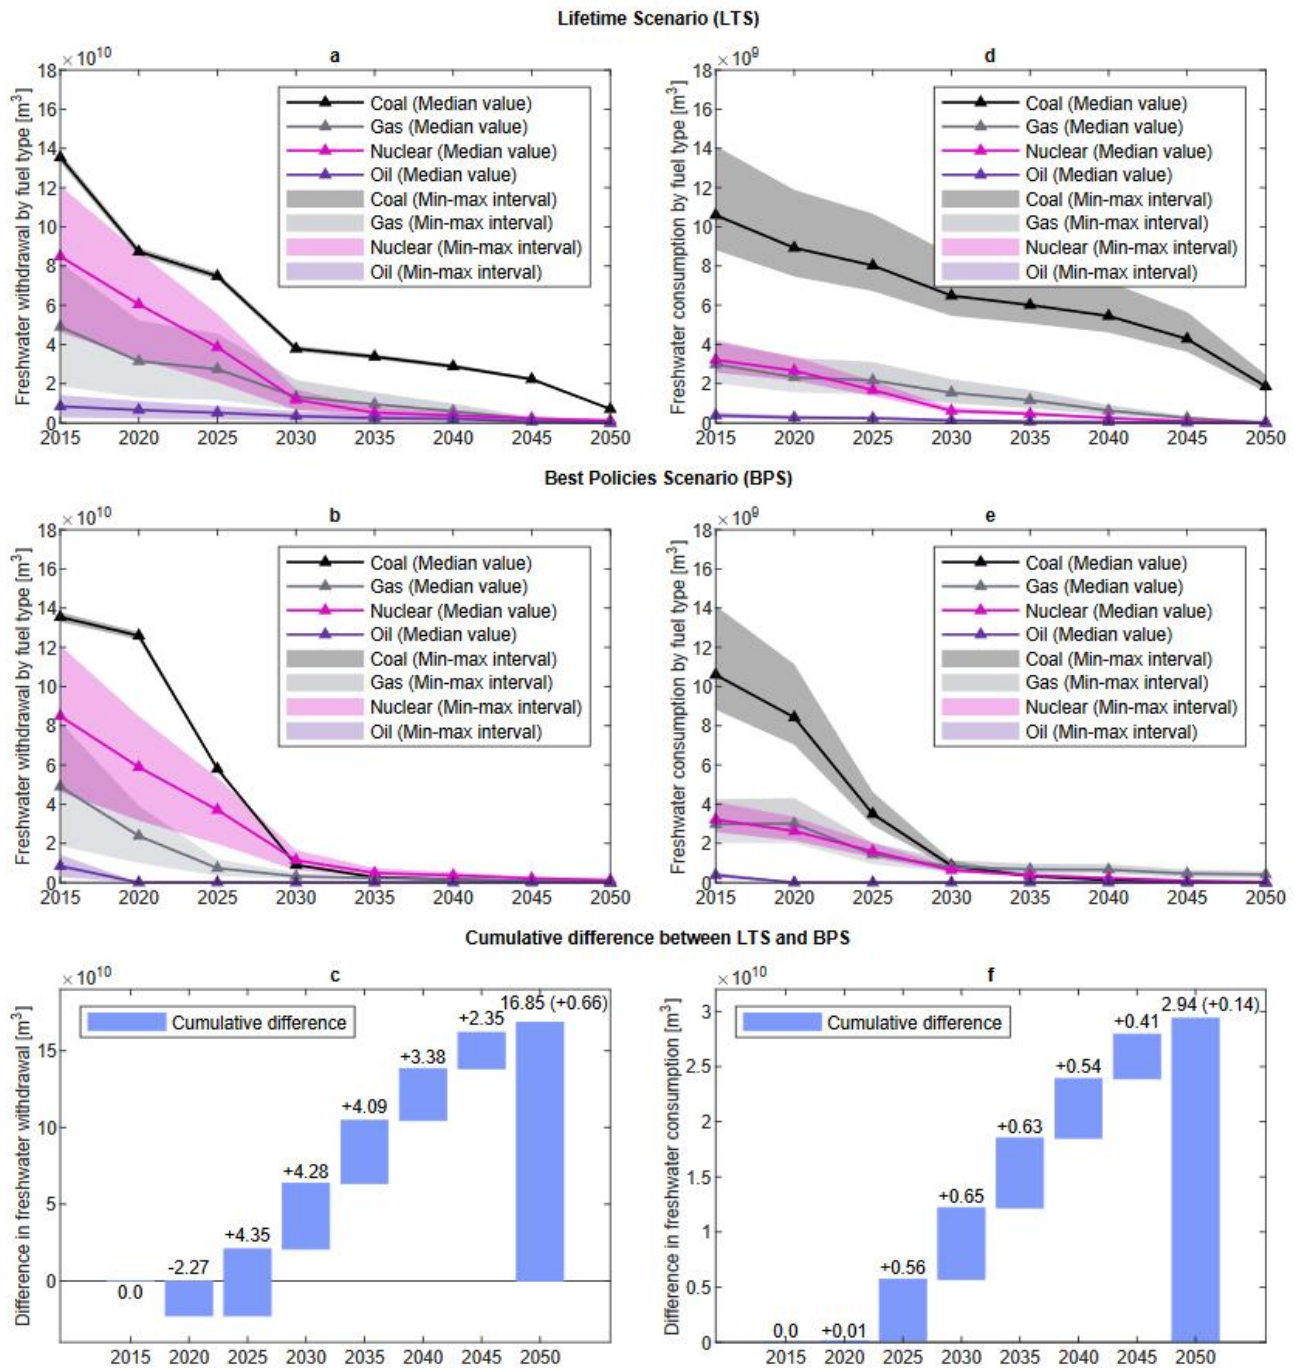 Lifetime Scenario (LTS)
a
× 10^10
Freshwater withdrawal by fuel type [m^3]
18
16
14
12
10
8
6
4
2
0
Coal (Median value)
Gas (Median value)
Nuclear (Median value)
Oil (Median value)
Coal (Min-max interval)
Gas (Min-max interval)
Nuclear (Min-max interval)
Oil (Min-max interval)
2015 2020 2025 2030 2035 2040 2045 2050
d
× 10^9
Freshwater consumption by fuel type [m^3]
18
16
14
12
10
8
6
4
2
0
Coal (Median value)
Gas (Median value)
Nuclear (Median value)
Oil (Median value)
Coal (Min-max interval)
Gas (Min-max interval)
Nuclear (Min-max interval)
Oil (Min-max interval)
2015 2020 2025 2030 2035 2040 2045 2050
Best Policies Scenario (BPS)
b
× 10^10
Freshwater withdrawal by fuel type [m^3]
18
16
14
12
10
8
6
4
2
0
Coal (Median value)
Gas (Median value)
Nuclear (Median value)
Oil (Median value)
Coal (Min-max interval)
Gas (Min-max interval)
Nuclear (Min-max interval)
Oil (Min-max interval)
2015 2020 2025 2030 2035 2040 2045 2050
e
× 10^9
Freshwater consumption by fuel type [m^3]
18
16
14
12
10
8
6
4
2
0
Coal (Median value)
Gas (Median value)
Nuclear (Median value)
Oil (Median value)
Coal (Min-max interval)
Gas (Min-max interval)
Nuclear (Min-max interval)
Oil (Min-max interval)
2015 2020 2025 2030 2035 2040 2045 2050
Cumulative difference between LTS and BPS
c
× 10^10
Difference in freshwater withdrawal [m^3]
15
10
5
0
Cumulative difference
0.0
-2.27
+4.35
+4.28
+4.09
+3.38
+2.35
16.85 (+0.66)
2015 2020 2025 2030 2035 2040 2045 2050
f
× 10^10
Difference in freshwater consumption [m^3]
3
2.5
2
1.5
1
0.5
0
Cumulative difference
0.0
+0.01
+0.56
+0.65
+0.63
+0.54
+0.41
2.94 (+0.14)
2015 2020 2025 2030 2035 2040 2045 2050